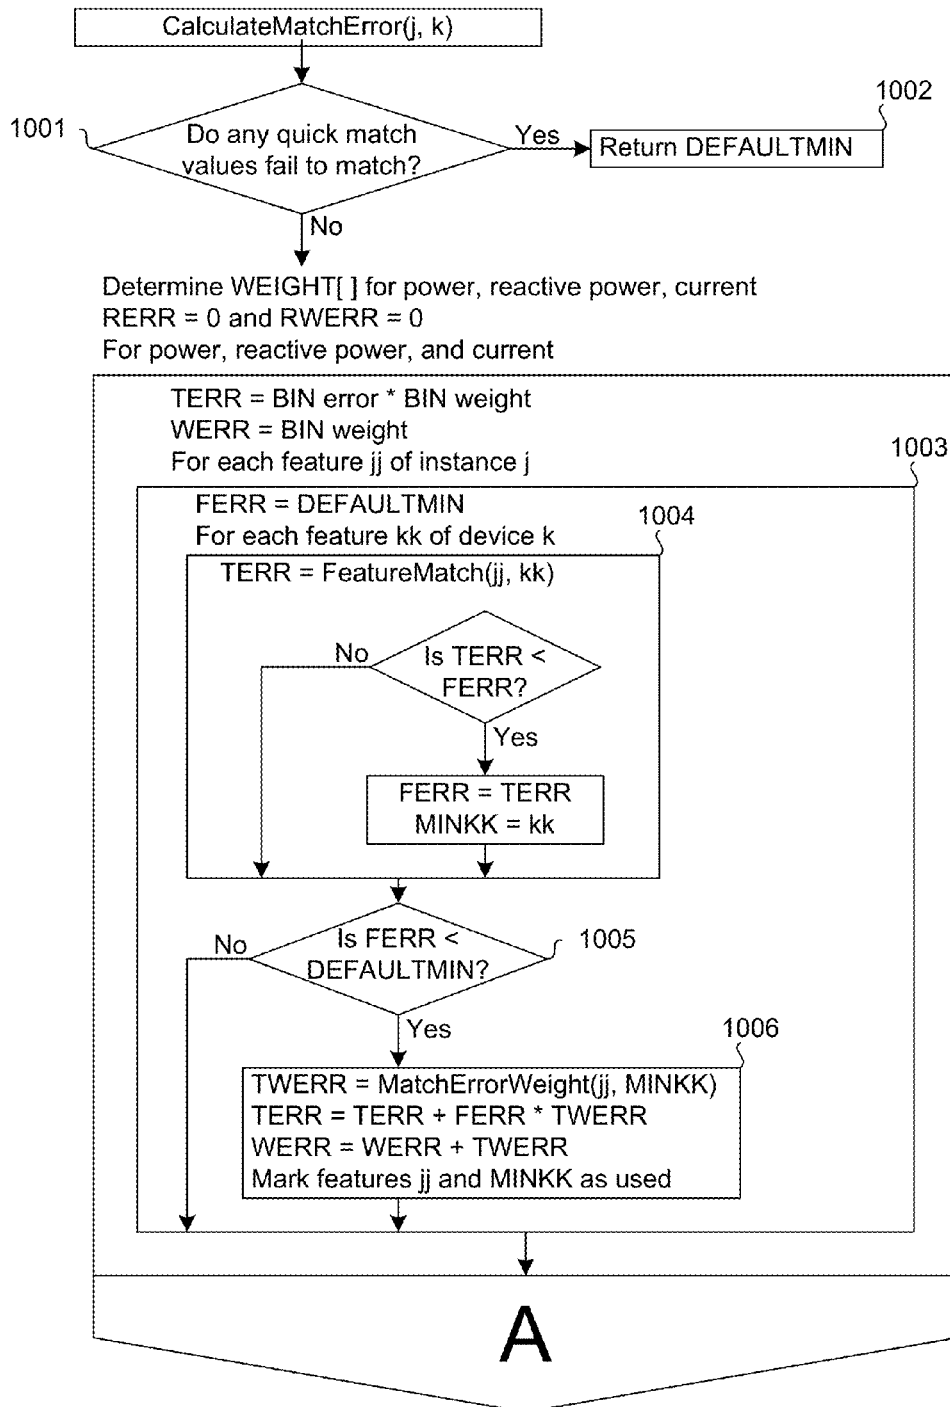 CalculateMatchError(j, k)
1001
Do any quick match
values fail to match?
Yes
1002
Return DEFAULTMIN
No
Determine WEIGHT[ ] for power, reactive power, current
RERR = 0 and RWERR = 0
For power, reactive power, and current
TERR = BIN error * BIN weight
WERR = BIN weight
For each feature jj of instance j
1003
FERR = DEFAULTMIN
For each feature kk of device k
1004
TERR = FeatureMatch(jj, kk)
No
Is TERR <
FERR?
Yes
FERR = TERR
MINKK = kk
No
Is FERR <
DEFAULTMIN?
1005
Yes
1006
TWERR = MatchErrorWeight(jj, MINKK)
TERR = TERR + FERR * TWERR
WERR = WERR + TWERR
Mark features jj and MINKK as used
A